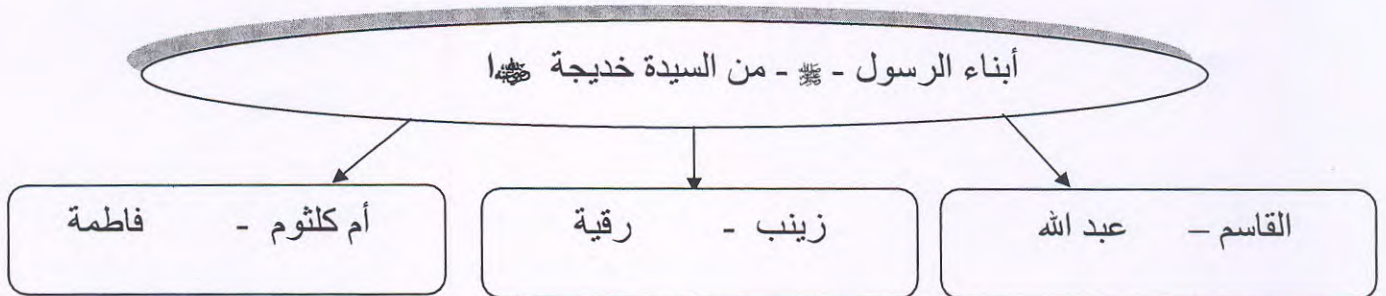 أبناء الرسول - ﷺ - من السيدة خديجة رضي الله عنها
القاسم – عبد الله
زينب - رقية
أم كلثوم - فاطمة